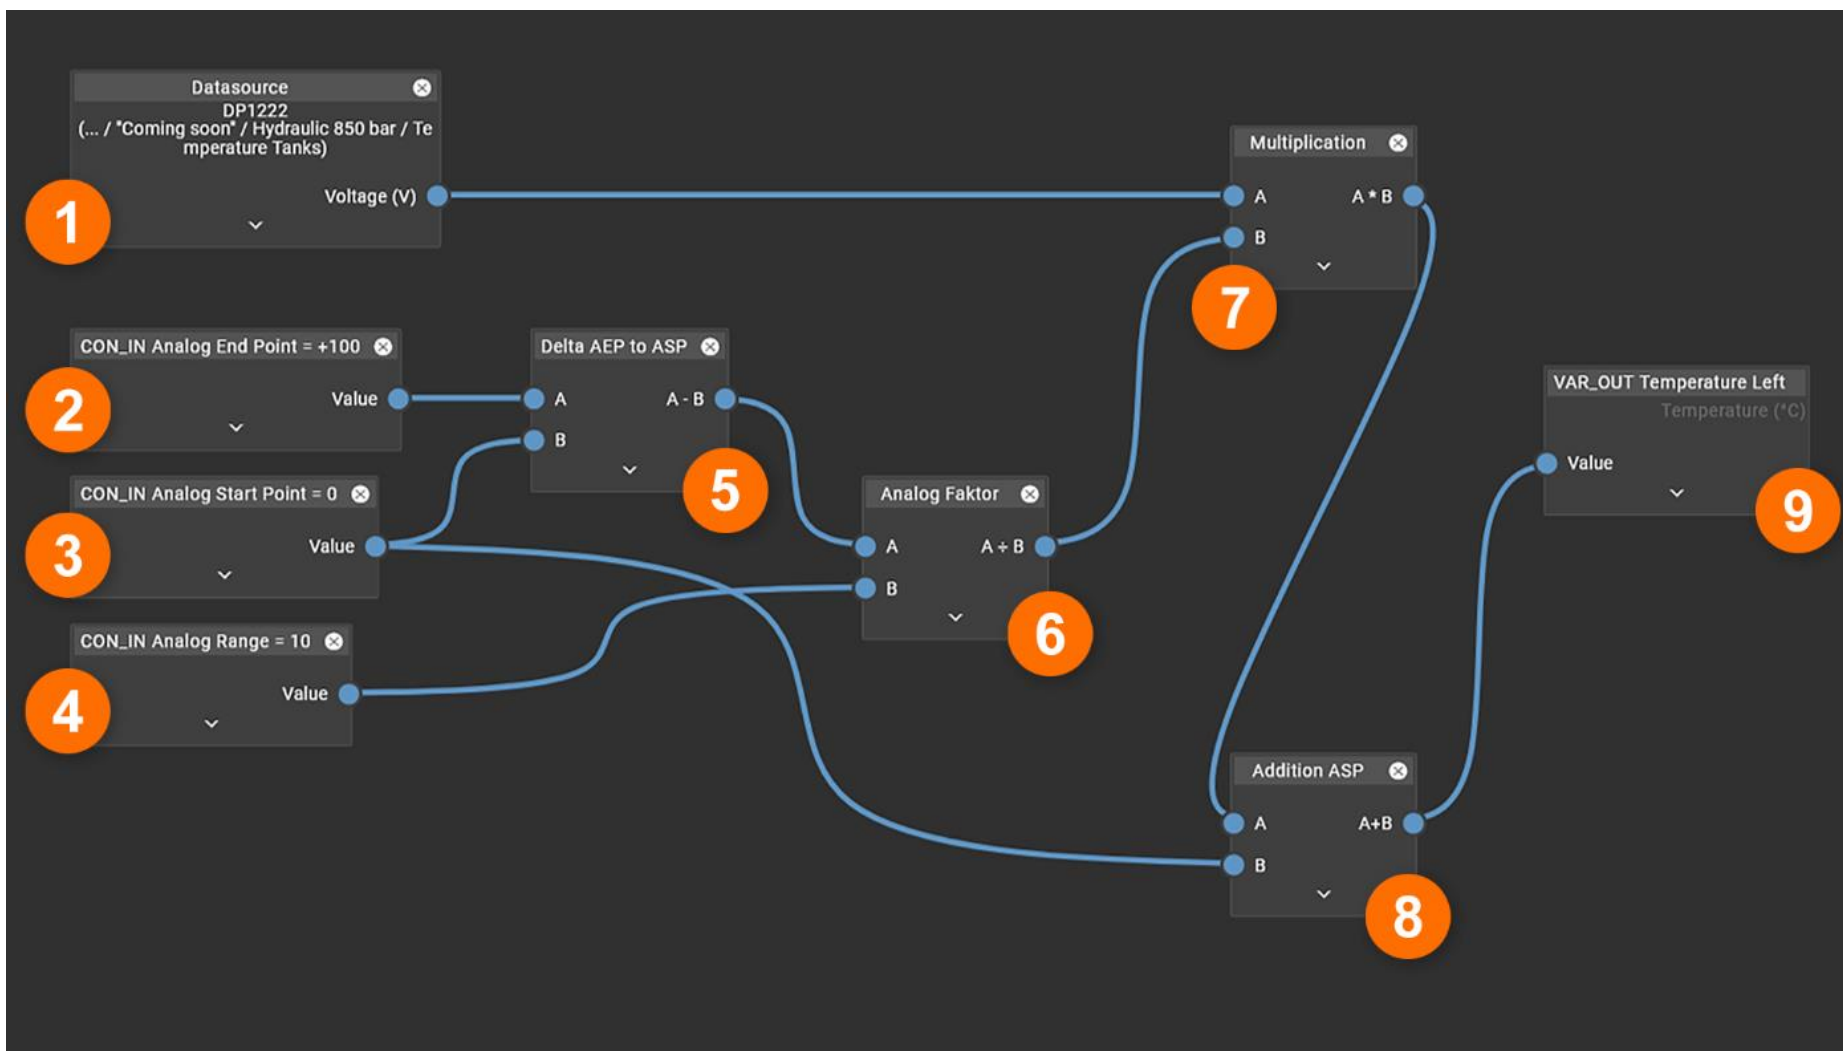 Datasource
DP1222
(... / "Coming soon" / Hydraulic 850 bar / Te
mperature Tanks)
Voltage (V)
1
CON_IN Analog End Point = +100
Value
2
CON_IN Analog Start Point = 0
Value
3
CON_IN Analog Range = 10
Value
4
Delta AEP to ASP
A A - B
B
5
Analog Faktor
A A ÷ B
B
6
Multiplication
A A * B
B
7
Addition ASP
A A+B
B
8
VAR_OUT Temperature Left
Temperature (°C)
Value
9